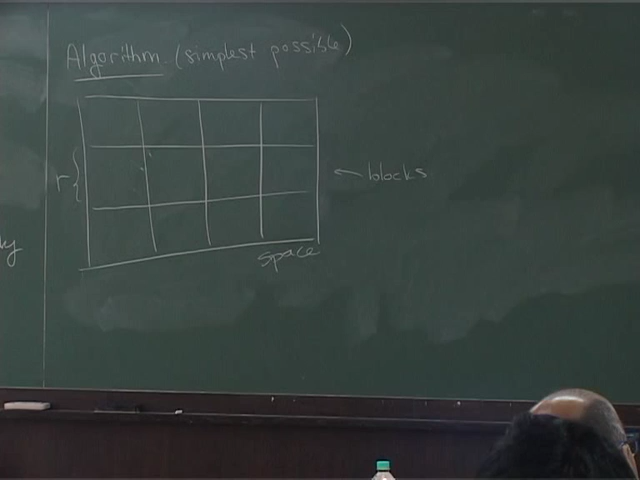 Algorithm (simplest possible)
r{
← blocks
space